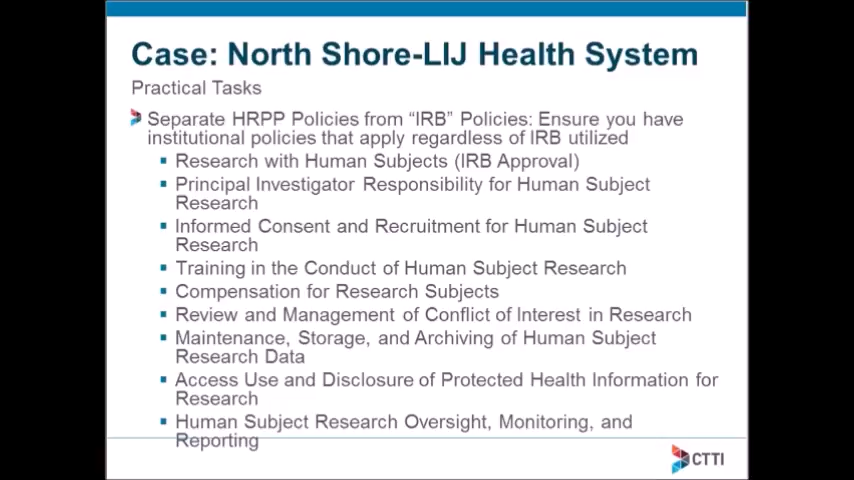 Case: North Shore-LIJ Health System
Practical Tasks
Separate HRPP Policies from “IRB” Policies: Ensure you have
institutional policies that apply regardless of IRB utilized
Research with Human Subjects (IRB Approval)
Principal Investigator Responsibility for Human Subject
Research
Informed Consent and Recruitment for Human Subject
Research
Training in the Conduct of Human Subject Research
Compensation for Research Subjects
Review and Management of Conflict of Interest in Research
Maintenance, Storage, and Archiving of Human Subject
Research Data
Access Use and Disclosure of Protected Health Information for
Research
Human Subject Research Oversight, Monitoring, and
Reporting
CTTI